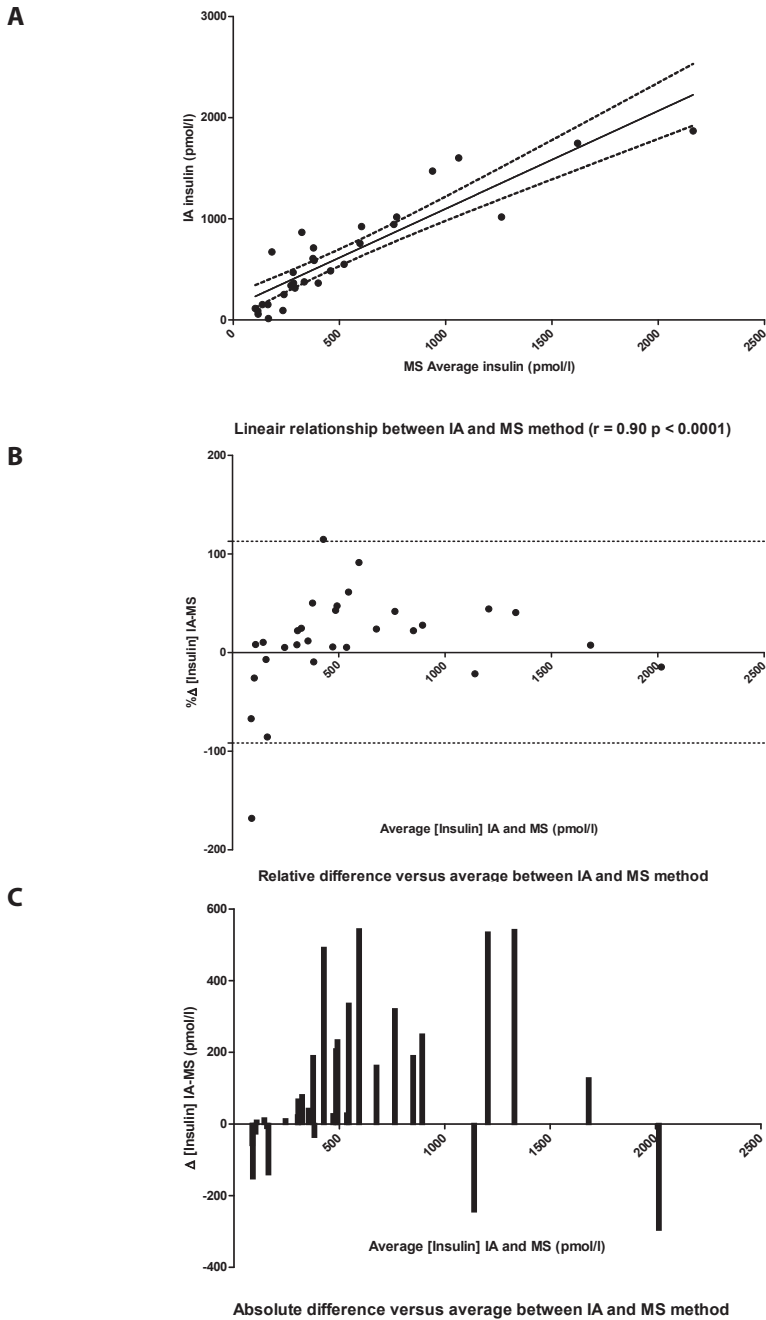 A
3000
2000
1000
0
IA insulin (pmol/l)
0
500
1000
1500
2000
2500
MS Average insulin (pmol/l)
Lineair relationship between IA and MS method (r = 0.90 p < 0.0001)
B
200
100
0
-100
-200
%Δ [Insulin] IA-MS
500
1000
1500
2000
2500
Average [Insulin] IA and MS (pmol/l)
Relative difference versus average between IA and MS method
C
600
400
200
0
-200
-400
Δ [Insulin] IA-MS (pmol/l)
500
1000
1500
2000
2500
Average [Insulin] IA and MS (pmol/l)
Absolute difference versus average between IA and MS method